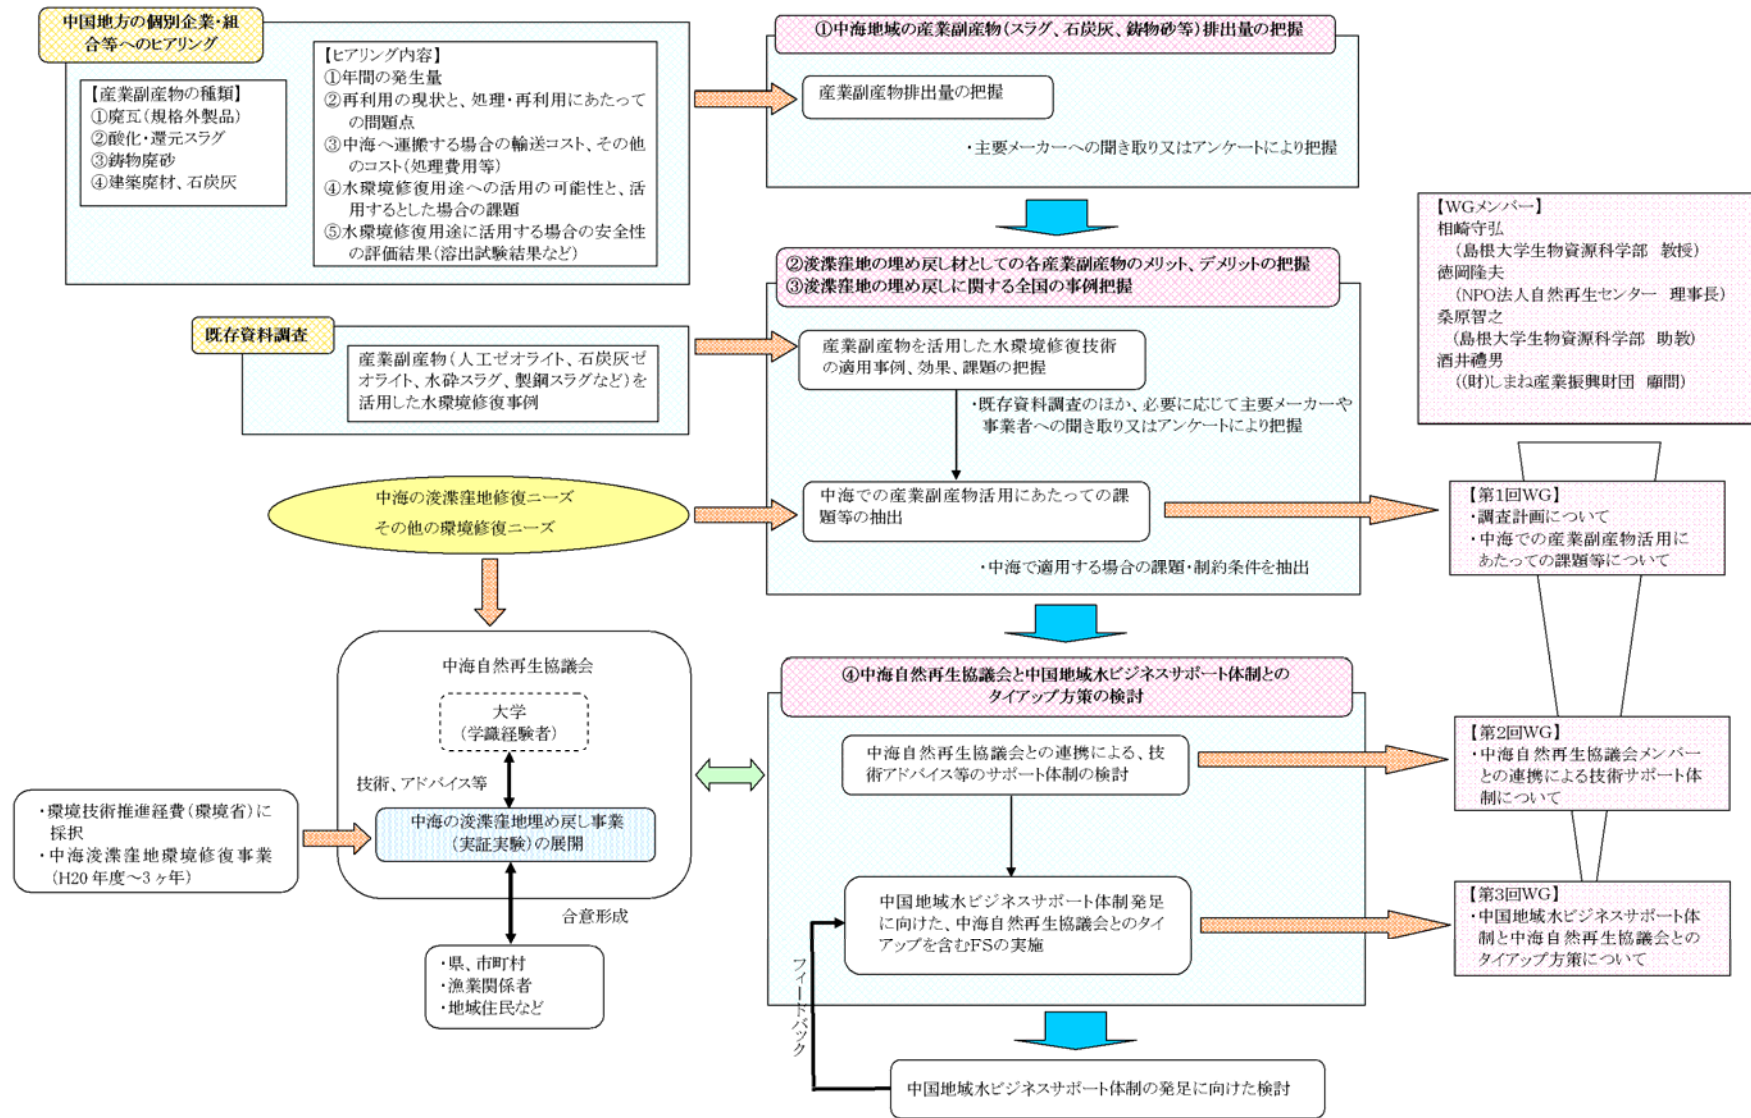 中国地方の個別企業・組
合等へのヒアリング
【産業副産物の種類】
①廃瓦(規格外製品)
②酸化・還元スラグ
③鋳物廃砂
④建築廃材、石炭灰
【ヒアリング内容】
①年間の発生量
②再利用の現状と、処理・再利用にあたって
の問題点
③中海へ運搬する場合の輸送コスト、その他
のコスト(処理費用等)
④水環境修復用途への活用の可能性と、活
用するとした場合の課題
⑤水環境修復用途に活用する場合の安全性
の評価結果(溶出試験結果など)
①中海地域の産業副産物(スラグ、石炭灰、鋳物砂等)排出量の把握
産業副産物排出量の把握
・主要メーカーへの聞き取り又はアンケートにより把握
既存資料調査
産業副産物(人工ゼオライト、石炭灰ゼ
オライト、水砕スラグ、製鋼スラグなど)を
活用した水環境修復事例
②浚渫窪地の埋め戻し材としての各産業副産物のメリット、デメリットの把握
③浚渫窪地の埋め戻しに関する全国の事例把握
産業副産物を活用した水環境修復技術
の適用事例、効果、課題の把握
・既存資料調査のほか、必要に応じて主要メーカーや
事業者への聞き取り又はアンケートにより把握
中海の浚渫窪地修復ニーズ
その他の環境修復ニーズ
中海での産業副産物活用にあたっての課
題等の抽出
・中海で適用する場合の課題・制約条件を抽出
【WGメンバー】
相崎守弘
(島根大学生物資源科学部 教授)
徳岡隆夫
(NPO法人自然再生センター 理事長)
桑原智之
(島根大学生物資源科学部 助教)
酒井禮男
((財)しまね産業振興財団 顧問)
【第1回WG】
・調査計画について
・中海での産業副産物活用に
あたっての課題等について
中海自然再生協議会
大学
(学識経験者)
技術、アドバイス等
中海の浚渫窪地埋め戻し事業
(実証実験)の展開
・環境技術推進経費(環境省)に
採択
・中海浚渫窪地環境修復事業
(H20年度~3ヶ年)
合意形成
・県、市町村
・漁業関係者
・地域住民など
④中海自然再生協議会と中国地域水ビジネスサポート体制との
タイアップ方策の検討
中海自然再生協議会との連携による、技
術アドバイス等のサポート体制の検討
中国地域水ビジネスサポート体制発足
に向けた、中海自然再生協議会とのタイ
アップを含むFSの実施
フィードバック
中国地域水ビジネスサポート体制の発足に向けた検討
【第2回WG】
・中海自然再生協議会メンバー
との連携による技術サポート体
制について
【第3回WG】
・中国地域水ビジネスサポート体
制と中海自然再生協議会との
タイアップ方策について